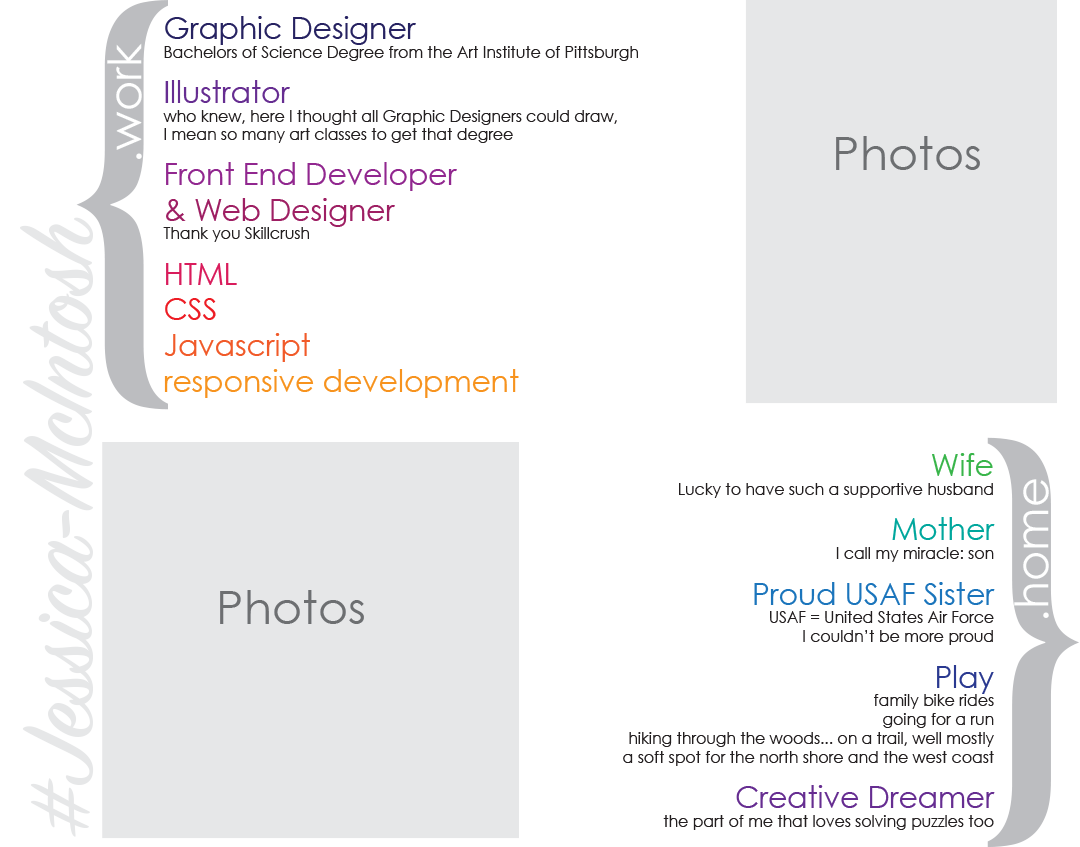 #Jessica-McIntosh
.work
Graphic Designer
Bachelors of Science Degree from the Art Institute of Pittsburgh
Illustrator
who knew, here I thought all Graphic Designers could draw,
I mean so many art classes to get that degree
Front End Developer
& Web Designer
Thank you Skillcrush
HTML
CSS
Javascript
responsive development
Photos
Photos
.home
Wife
Lucky to have such a supportive husband
Mother
I call my miracle: son
Proud USAF Sister
USAF = United States Air Force
I couldn't be more proud
Play
family bike rides
going for a run
hiking through the woods... on a trail, well mostly
a soft spot for the north shore and the west coast
Creative Dreamer
the part of me that loves solving puzzles too